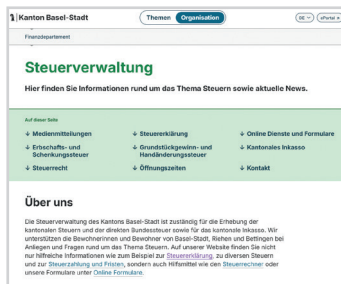 Kanton Basel-Stadt
Themen Organisation
DE ePortal
Finanzdepartement
Steuerverwaltung
Hier finden Sie Informationen rund um das Thema Steuern sowie aktuelle News.
Auf dieser Seite
↓ Medienmitteilungen ↓ Steuererklärung ↓ Online Dienste und Formulare
↓ Erbschafts- und Schenkungssteuer ↓ Grundstückgewinn- und Handänderungssteuer ↓ Kantonales Inkasso
↓ Steuerrecht ↓ Öffnungszeiten ↓ Kontakt
Über uns
Die Steuerverwaltung des Kantons Basel-Stadt ist zuständig für die Erhebung der
kantonalen Steuern und der direkten Bundessteuer sowie für das kantonale Inkasso. Wir
unterstützen die Bewohnerinnen und Bewohner von Basel-Stadt, Riehen und Bettingen bei
Anliegen und Fragen rund um das Thema Steuern. Auf unserer Website finden Sie nicht
nur hilfreiche Informationen wie zum Beispiel zur Steuererklärung, zu diversen Steuern
und zur Steuerzahlung und Fristen, sondern auch Hilfsmittel wie den Steuerrechner oder
unsere Formulare unter Online Formulare.